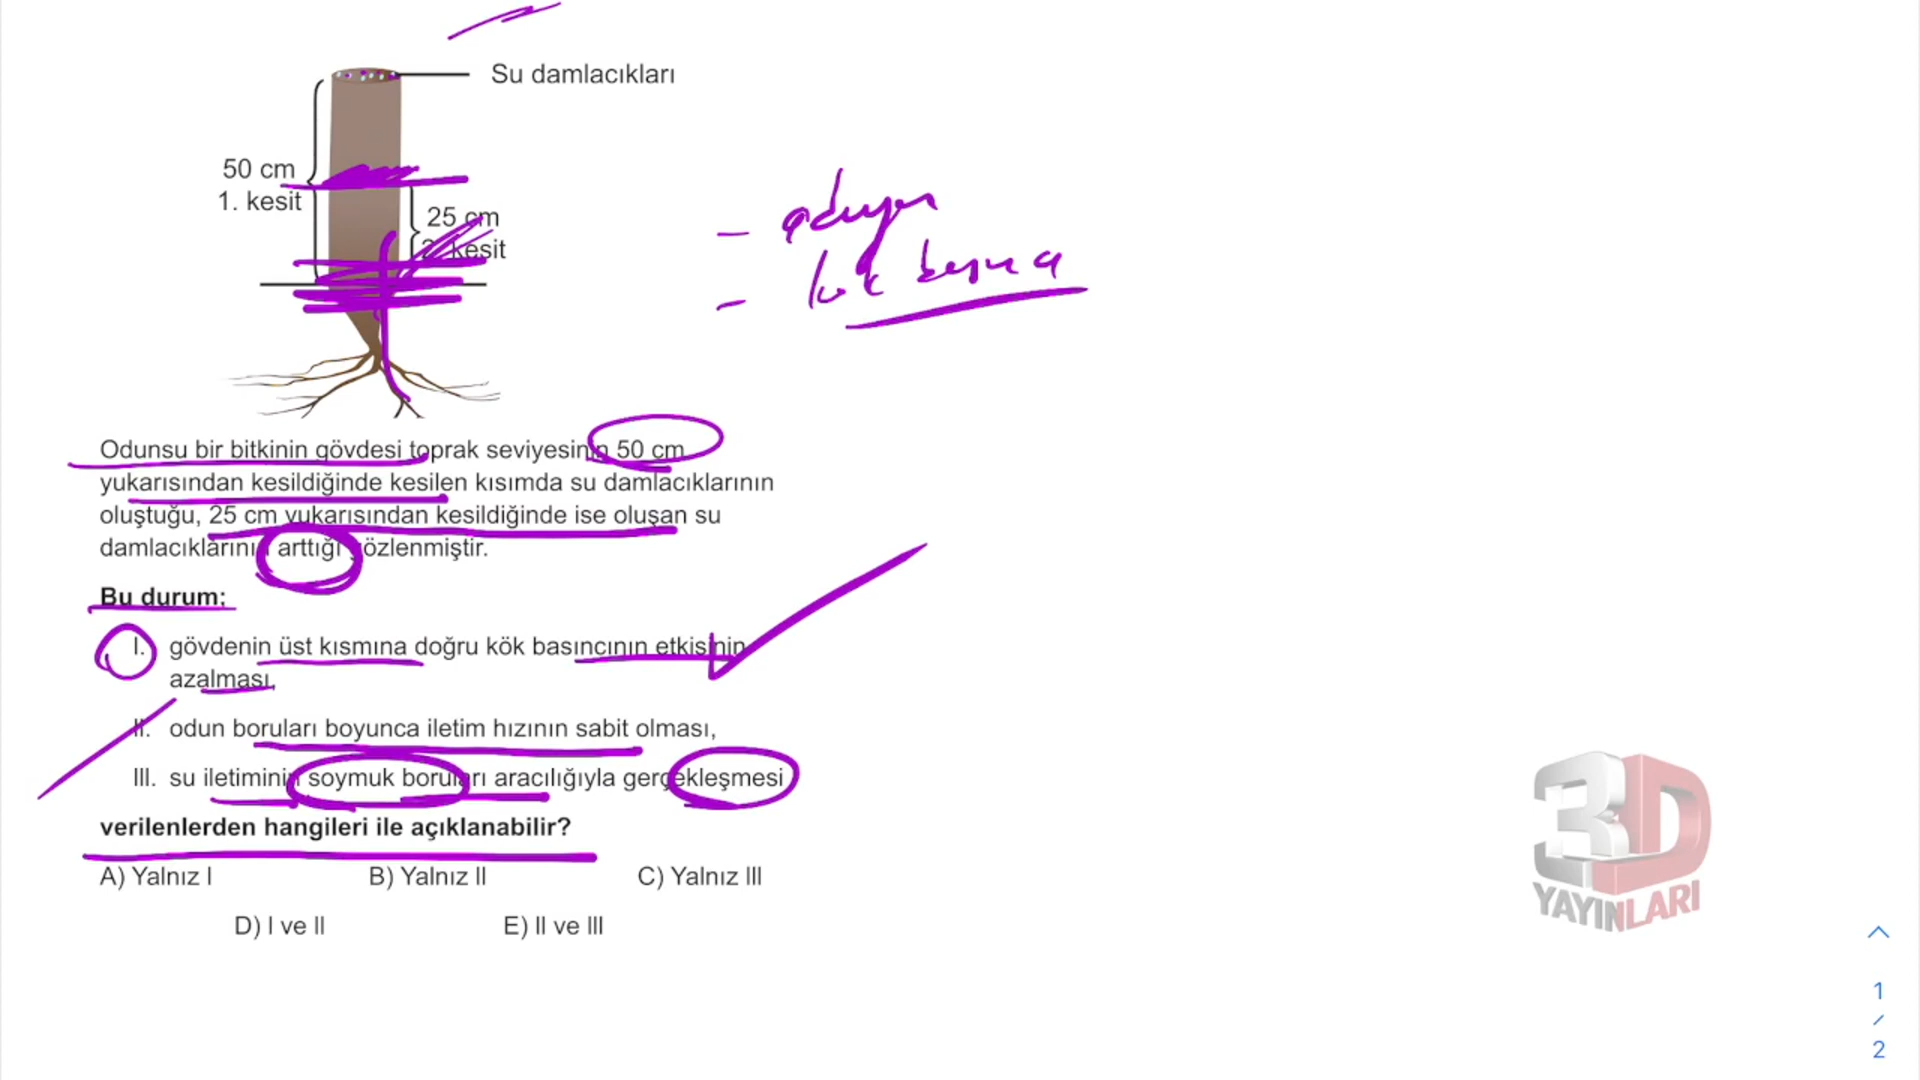 Su damlacıkları
50 cm
1. kesit
25 cm
2. kesit
- odun
- kök basıncı
Odunsu bir bitkinin gövdesi toprak seviyesinin 50 cm
yukarısından kesildiğinde kesilen kısımda su damlacıklarının
oluştuğu, 25 cm yukarısından kesildiğinde ise oluşan su
damlacıklarının arttığı gözlenmiştir.
Bu durum;
I. gövdenin üst kısmına doğru kök basıncının etkisinin
azalması,
II. odun boruları boyunca iletim hızının sabit olması,
III. su iletiminin soymuk boruları aracılığıyla gerçekleşmesi
verilenlerden hangileri ile açıklanabilir?
A) Yalnız I B) Yalnız II C) Yalnız III
D) I ve II E) II ve III
3D
YAYINLARI
1
/
2